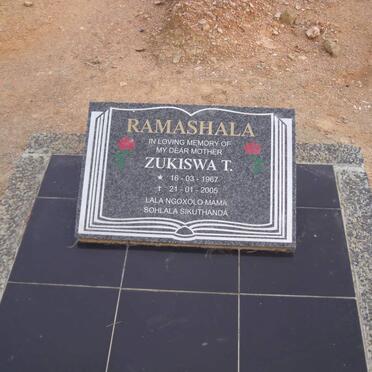 RAMASHALA
IN LOVING MEMORY OF
MY DEAR MOTHER
ZUKISWA T.
★ 16 - 03 - 1967
† 21 - 01 - 2005
LALA NGOXOLO MAMA
SOHLALA SIKUTHANDA